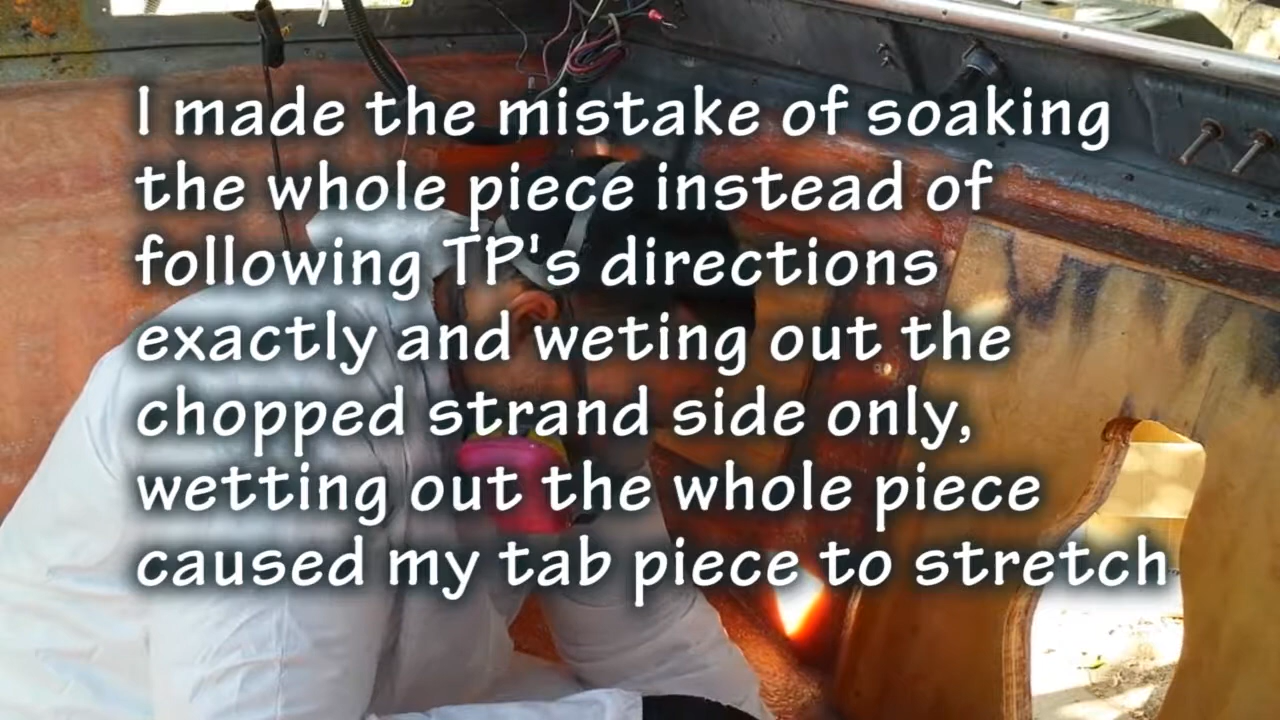 I made the mistake of soaking
the whole piece instead of
following TP's directions
exactly and weting out the
chopped strand side only,
wetting out the whole piece
caused my tab piece to stretch